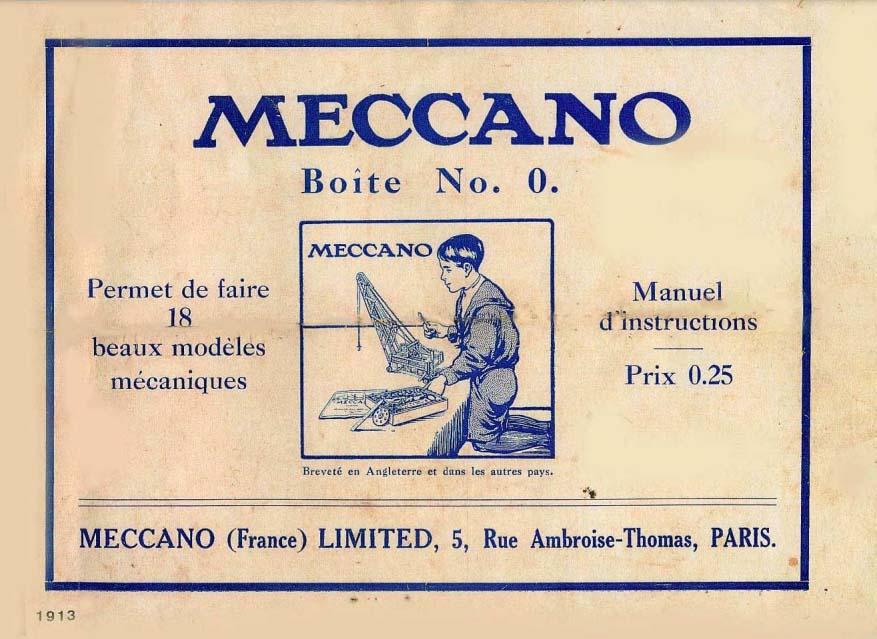 MECCANO
Boîte No. 0.
Permet de faire
18
beaux modèles
mécaniques
MECCANO
MECCANO
Manuel
d'instructions
Prix 0.25
Breveté en Angleterre et dans les autres pays.
MECCANO (France) LIMITED, 5, Rue Ambroise-Thomas, PARIS.
1913